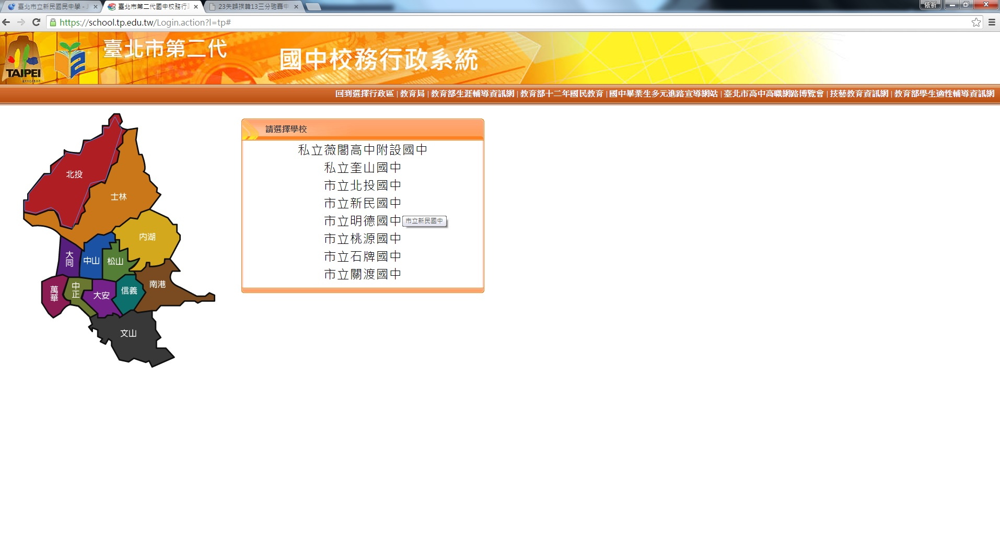 臺北市立新民國民中學 - J
臺北市第二代國中校務行政
23失誤挨轟13三分砲轟中
依祈
https://school.tp.edu.tw/Login.action?l=tp#
TAIPEI
臺北市第二代
國中校務行政系統
回到選擇行政區 | 教育局 | 教育部生涯輔導資訊網 | 教育部十二年國民教育 | 國中畢業生多元進路宣導網站 | 臺北市高中高職網路博覽會 | 技藝教育資訊網 | 教育部學生適性輔導資訊網
北投
士林
內湖
大同
中山
松山
南港
萬華
中正
大安
信義
文山
請選擇學校
私立薇閣高中附設國中
私立奎山國中
市立北投國中
市立新民國中
市立明德國中
市立新民國中
市立桃源國中
市立石牌國中
市立關渡國中